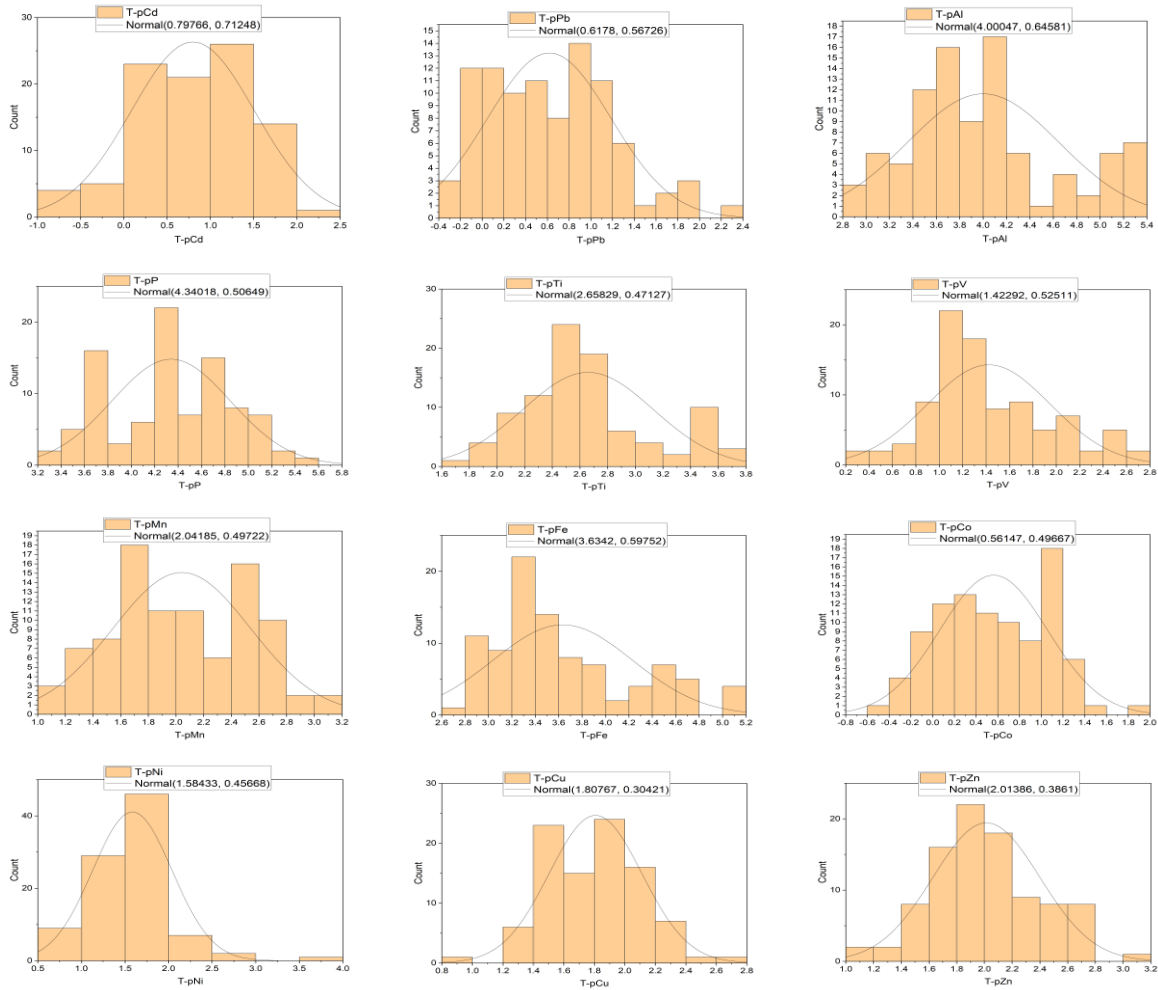 T-pCd
Normal(0.79766, 0.71248)
30
20
10
0
Count
-1.0 -0.5 0.0 0.5 1.0 1.5 2.0 2.5
T-pCd
T-pPb
Normal(0.6178, 0.56726)
15
14
13
12
11
10
9
8
7
6
5
4
3
2
1
0
Count
-0.4 -0.2 0.0 0.2 0.4 0.6 0.8 1.0 1.2 1.4 1.6 1.8 2.0 2.2 2.4
T-pPb
T-pAl
Normal(4.00047, 0.64581)
18
17
16
15
14
13
12
11
10
9
8
7
6
5
4
3
2
1
0
Count
2.8 3.0 3.2 3.4 3.6 3.8 4.0 4.2 4.4 4.6 4.8 5.0 5.2 5.4
T-pAl
T-pP
Normal(4.34018, 0.50649)
20
10
0
Count
3.2 3.4 3.6 3.8 4.0 4.2 4.4 4.6 4.8 5.0 5.2 5.4 5.6 5.8
T-pP
T-pTi
Normal(2.65829, 0.47127)
30
20
10
0
Count
1.6 1.8 2.0 2.2 2.4 2.6 2.8 3.0 3.2 3.4 3.6 3.8
T-pTi
T-pV
Normal(1.42292, 0.52511)
20
10
0
Count
0.2 0.4 0.6 0.8 1.0 1.2 1.4 1.6 1.8 2.0 2.2 2.4 2.6 2.8
T-pV
T-pMn
Normal(2.04185, 0.49722)
19
18
17
16
15
14
13
12
11
10
9
8
7
6
5
4
3
2
1
0
Count
1.0 1.2 1.4 1.6 1.8 2.0 2.2 2.4 2.6 2.8 3.0 3.2
T-pMn
T-pFe
Normal(3.6342, 0.59752)
20
10
0
Count
2.6 2.8 3.0 3.2 3.4 3.6 3.8 4.0 4.2 4.4 4.6 4.8 5.0 5.2
T-pFe
T-pCo
Normal(0.56147, 0.49667)
19
18
17
16
15
14
13
12
11
10
9
8
7
6
5
4
3
2
1
0
Count
-0.8 -0.6 -0.4 -0.2 0.0 0.2 0.4 0.6 0.8 1.0 1.2 1.4 1.6 1.8 2.0
T-pCo
T-pNi
Normal(1.58433, 0.45668)
40
20
0
Count
0.5 1.0 1.5 2.0 2.5 3.0 3.5 4.0
T-pNi
T-pCu
Normal(1.80767, 0.30421)
30
20
10
0
Count
0.8 1.0 1.2 1.4 1.6 1.8 2.0 2.2 2.4 2.6 2.8
T-pCu
T-pZn
Normal(2.01386, 0.3861)
20
10
0
Count
1.0 1.2 1.4 1.6 1.8 2.0 2.2 2.4 2.6 2.8 3.0 3.2
T-pZn